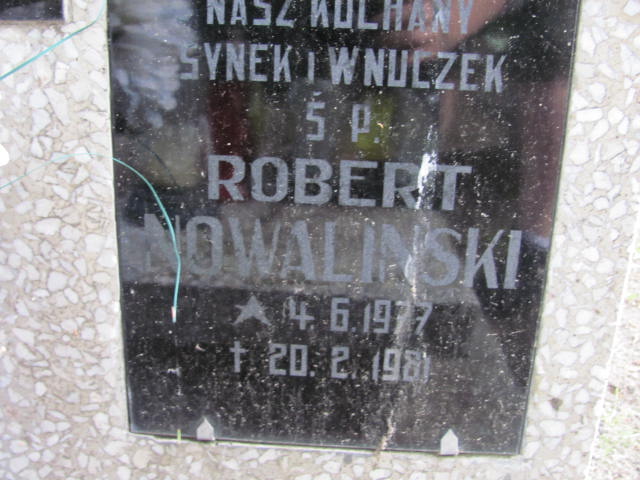 NASZ KOCHANY
SYNEK I WNUCZEK
Ś P.
ROBERT
NOWALIŃSKI
★ 4.6.1977
✝ 20.2.1981